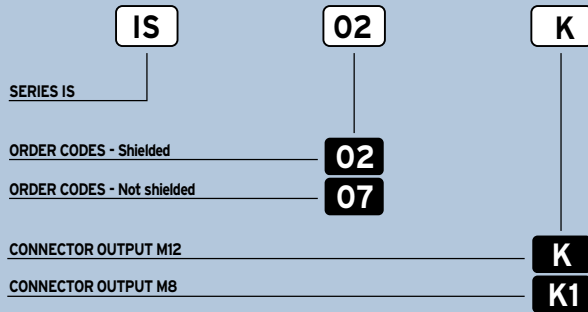 IS 02 K
SERIES IS
ORDER CODES - Shielded 02
ORDER CODES - Not shielded 07
CONNECTOR OUTPUT M12 K
CONNECTOR OUTPUT M8 K1